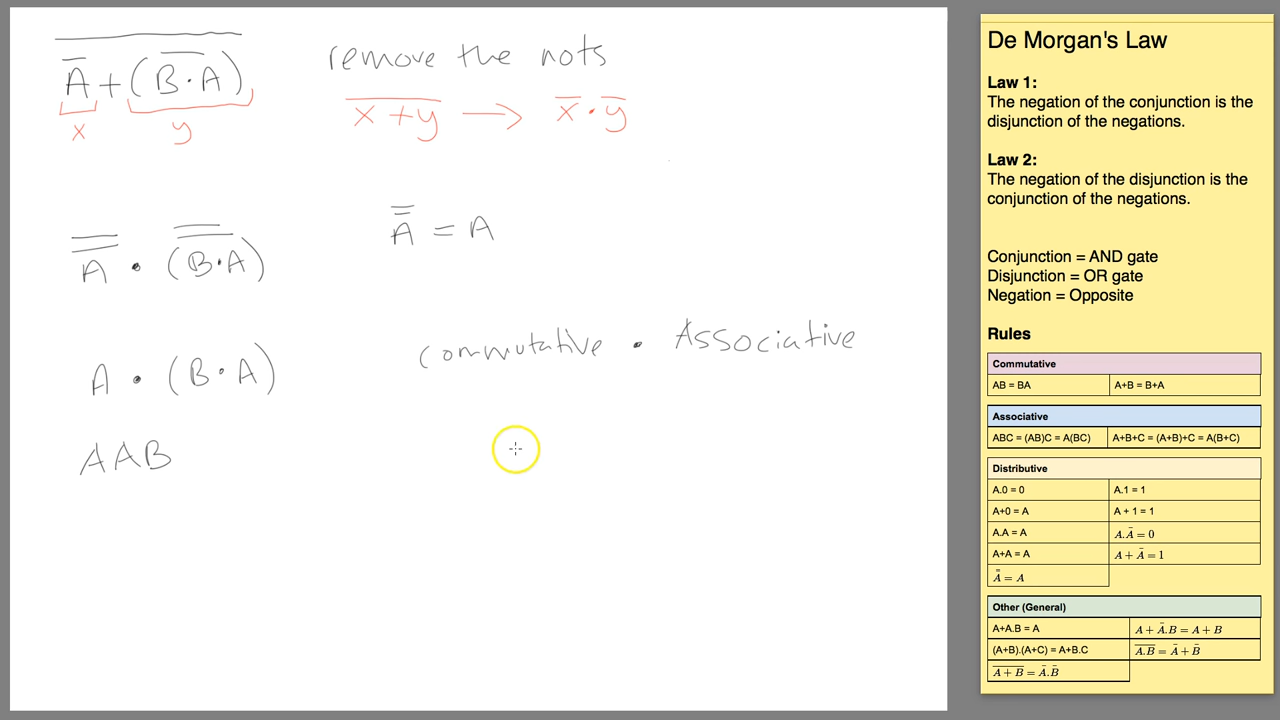 A̅ + (B̅·̅A̅) remove the nots
x y
x̅+̅y̅ → x̅·y̅
A̿ · (B̿·̿A̿) A̿ = A
A · (B·A) commutative · Associative
AAB
De Morgan's Law
Law 1:
The negation of the conjunction is the
disjunction of the negations.
Law 2:
The negation of the disjunction is the
conjunction of the negations.
Conjunction = AND gate
Disjunction = OR gate
Negation = Opposite
Rules
Commutative
AB = BA A+B = B+A
Associative
ABC = (AB)C = A(BC) A+B+C = (A+B)+C = A(B+C)
Distributive
A.0 = 0 A.1 = 1
A+0 = A A + 1 = 1
A.A = A A.A̅ = 0
A+A = A A + A̅ = 1
A̿ = A
Other (General)
A+A.B = A A + A̅.B = A + B
(A+B).(A+C) = A+B.C A̅.̅B̅ = A̅ + B̅
A̅ ̅+̅ ̅B̅ = A̅.B̅